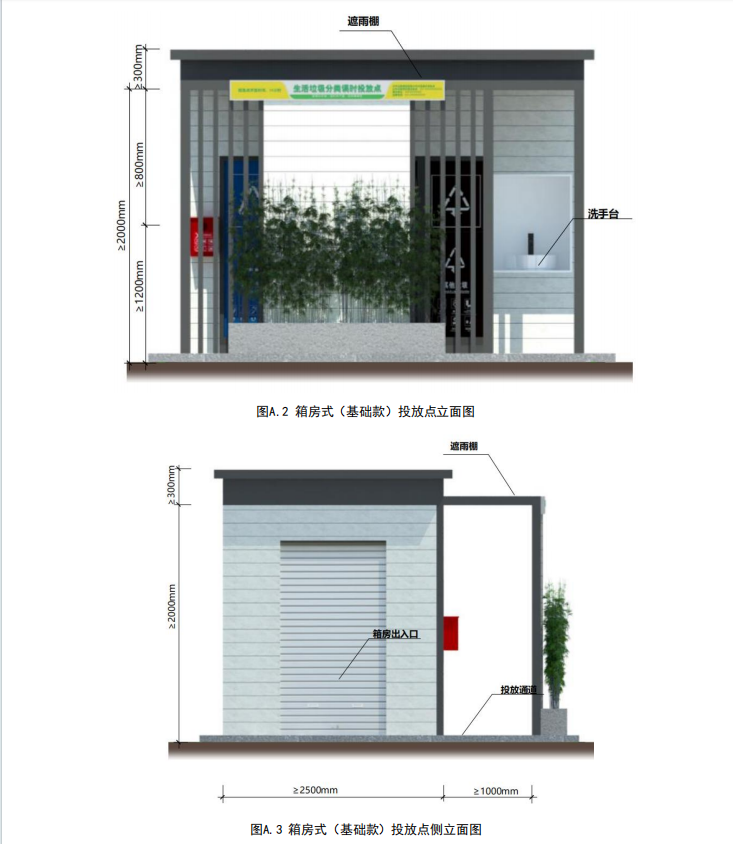 遮雨棚
≥300mm
生活垃圾分类误时投放点
≥800mm
≥2000mm
洗手台
≥1200mm
图A.2 箱房式（基础款）投放点立面图
遮雨棚
≥300mm
≥2000mm
箱房出入口
投放通道
≥2500mm
≥1000mm
图A.3 箱房式（基础款）投放点侧立面图